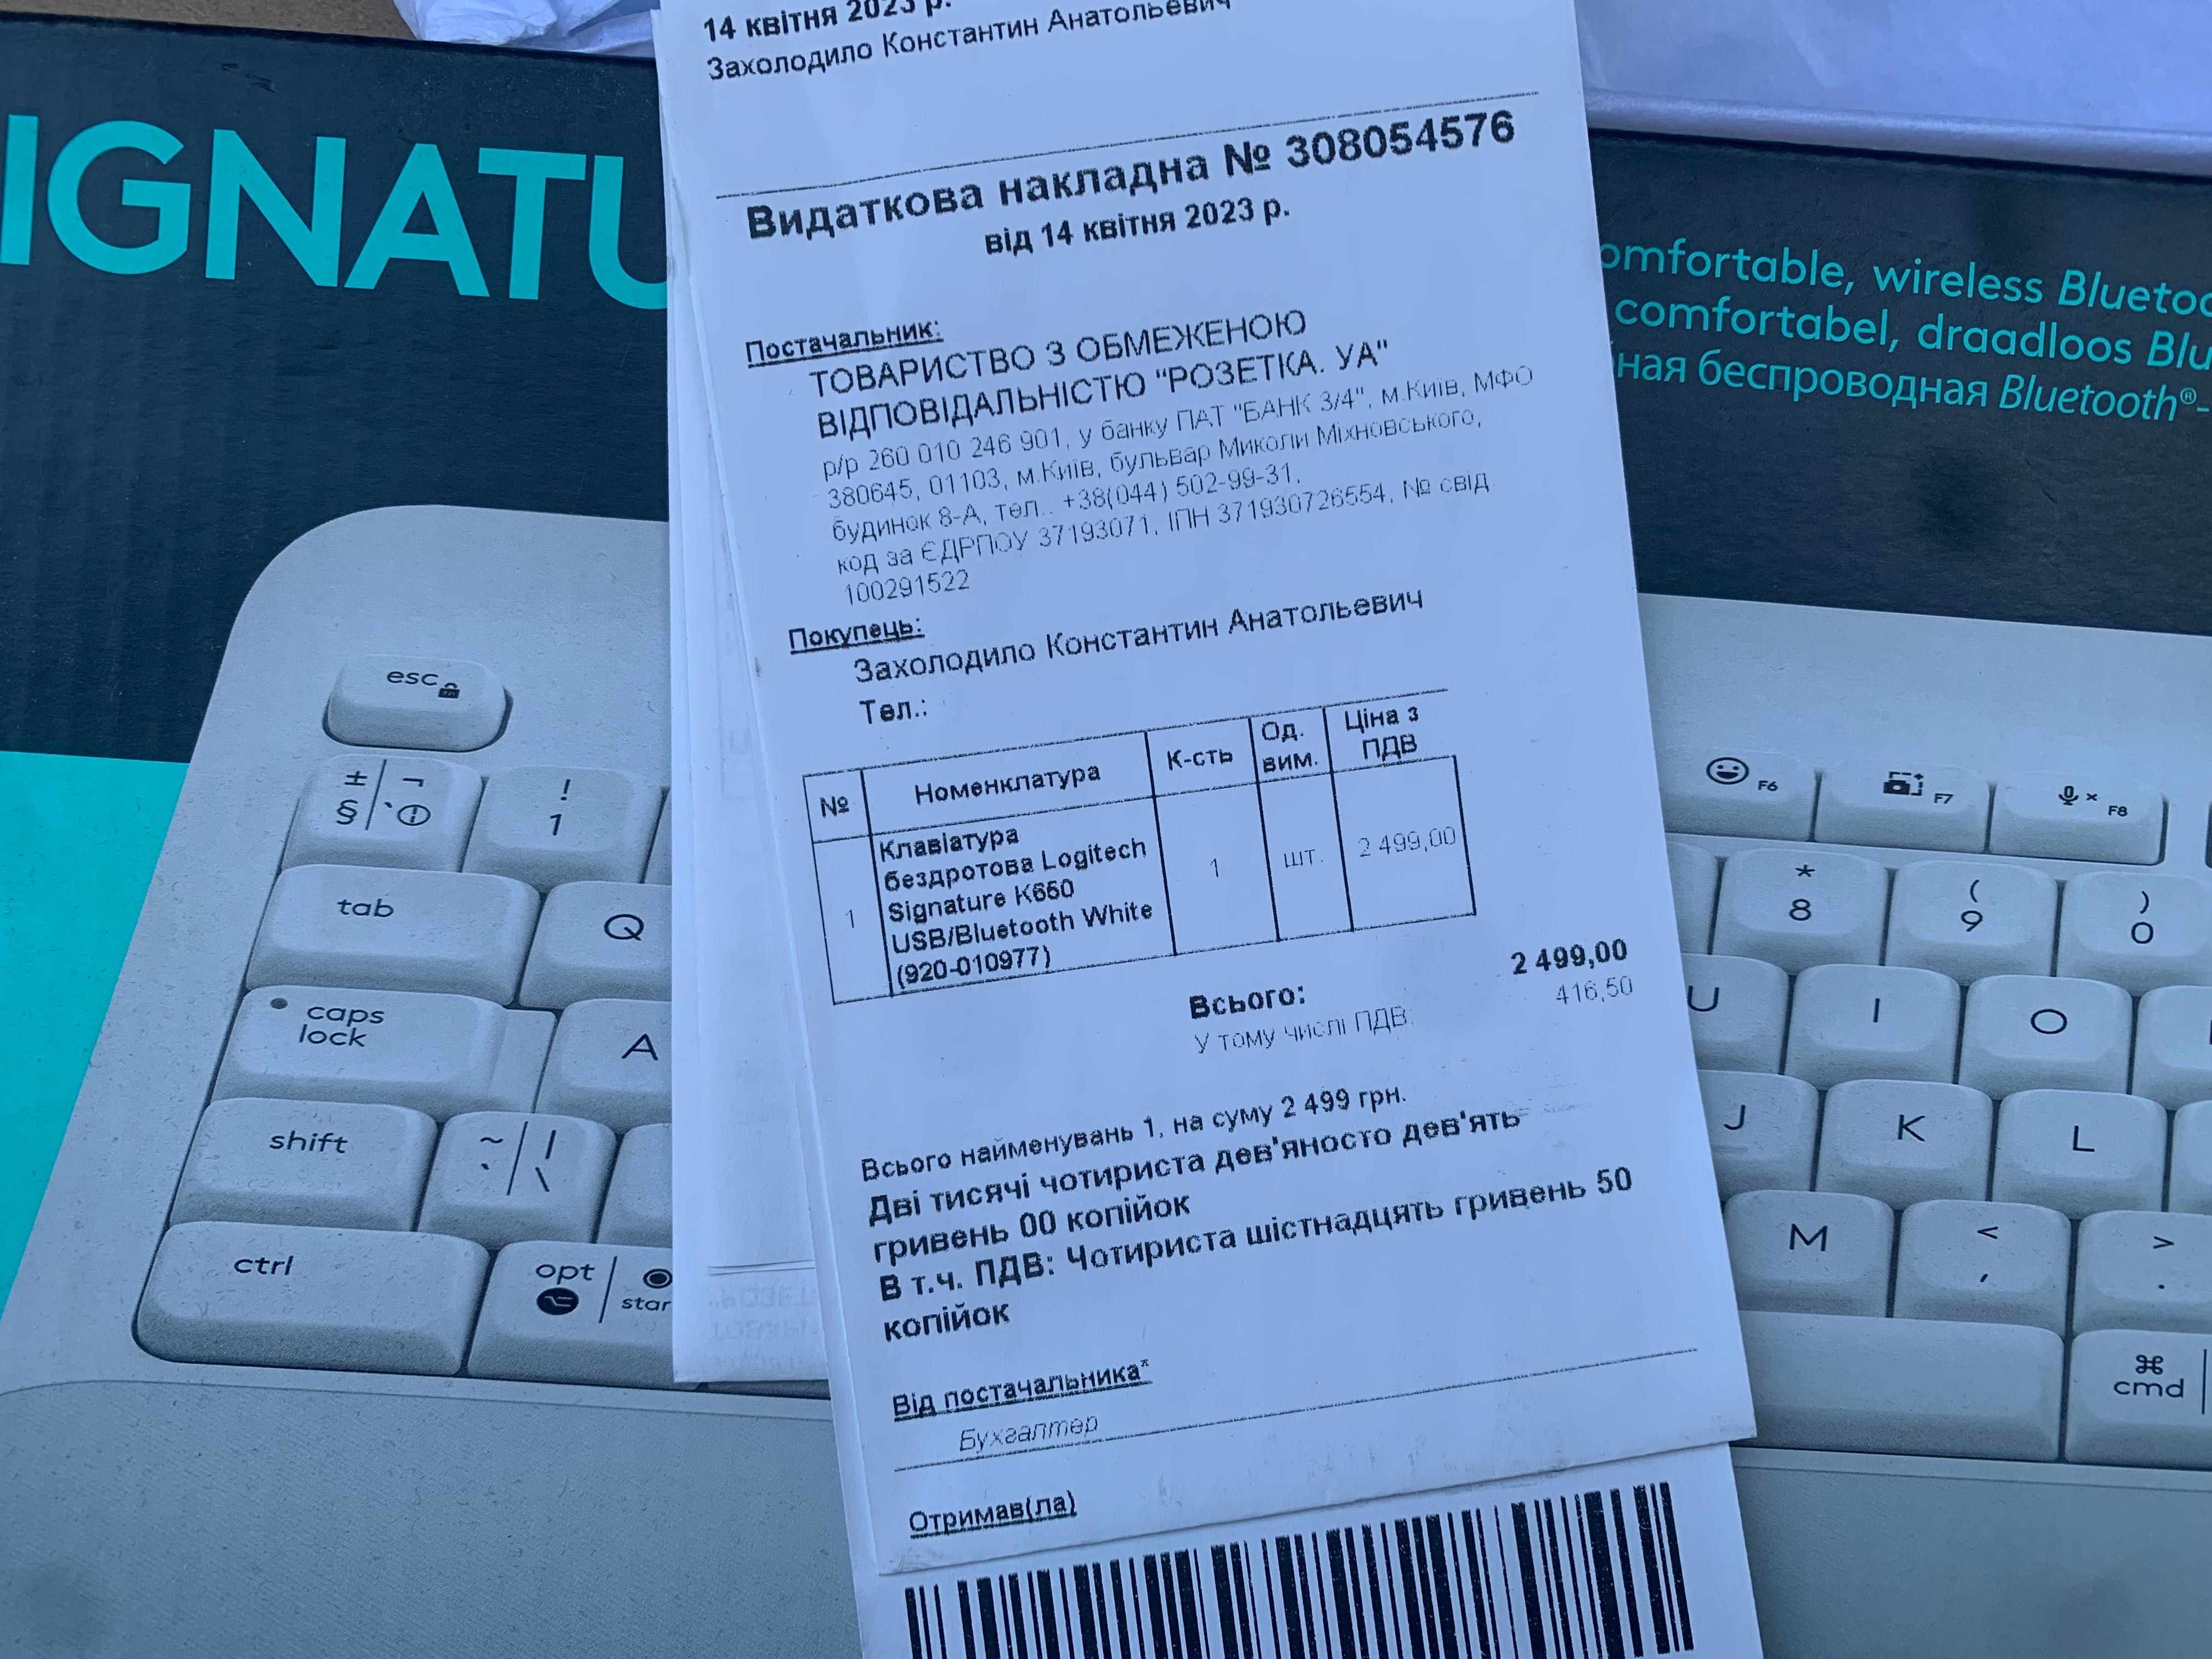 14 квітня 2023 р.
Захолодило Константин Анатольевич
Видаткова накладна № 308054576
від 14 квітня 2023 р.
Постачальник:
ТОВАРИСТВО З ОБМЕЖЕНОЮ
ВІДПОВІДАЛЬНІСТЮ "РОЗЕТКА. УА"
р/р 260 010 246 901, у банку ПАТ "БАНК 3/4", м.Київ, МФО
380645, 01103, м.Київ, бульвар Миколи Міхновського,
будинок 8-А, тел.: +38(044) 502-99-31,
код за ЄДРПОУ 37193071, ІПН 371930726554, № свід.
100291522
Покупець:
Захолодило Константин Анатольевич
Тел.:
№ Номенклатура К-сть Од. вим. Ціна з ПДВ
1 Клавіатура 1 шт. 2 499,00
бездротова Logitech
Signature K650
USB/Bluetooth White
(920-010977)
Всього: 2 499,00
У тому числі ПДВ: 416,50
Всього найменувань 1, на суму 2 499 грн.
Дві тисячі чотириста дев'яносто дев'ять
гривень 00 копійок
В т.ч. ПДВ: Чотириста шістнадцять гривень 50
копійок
Від постачальника*
Бухгалтер
Отримав(ла)
IGNATU
omfortable, wireless Bluetoo
comfortabel, draadloos Blu
ная беспроводная Bluetooth®-
esc
± ¬
§ ` 
! 1
tab
Q
caps
lock
A
shift
~ |
\
ctrl
opt
star
F6
F7
F8
* 8
( 9
) 0
U
I
O
J
K
L
M
< ,
> .
⌘
cmd